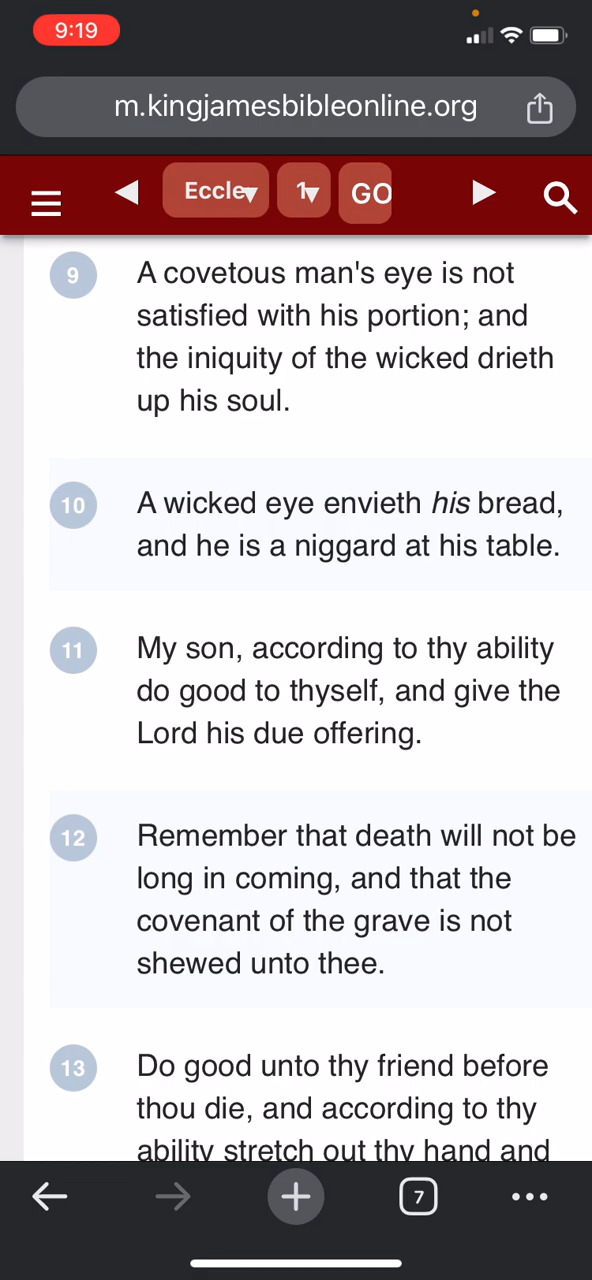 9:19
m.kingjamesbibleonline.org
Eccle
1
GO
9
A covetous man's eye is not
satisfied with his portion; and
the iniquity of the wicked drieth
up his soul.
10
A wicked eye envieth his bread,
and he is a niggard at his table.
11
My son, according to thy ability
do good to thyself, and give the
Lord his due offering.
12
Remember that death will not be
long in coming, and that the
covenant of the grave is not
shewed unto thee.
13
Do good unto thy friend before
thou die, and according to thy
ability stretch out thy hand and
7